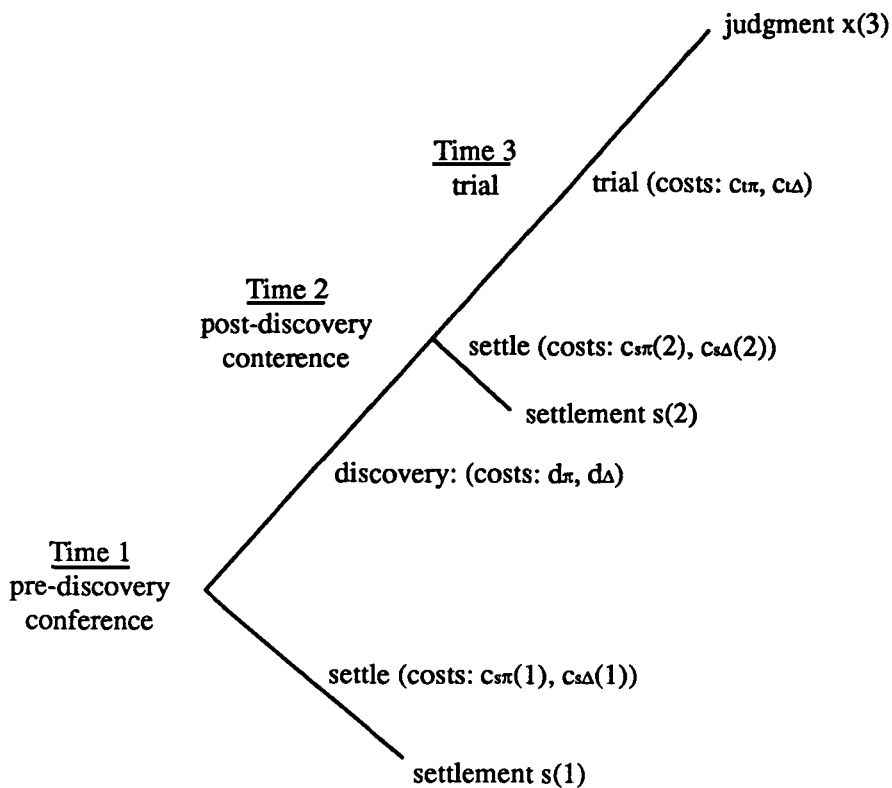 judgment x(3)
Time 3
trial
trial (costs: ctπ, ctΔ)
Time 2
post-discovery
conterence
settle (costs: csπ(2), csΔ(2))
settlement s(2)
discovery: (costs: dπ, dΔ)
Time 1
pre-discovery
conference
settle (costs: csπ(1), csΔ(1))
settlement s(1)